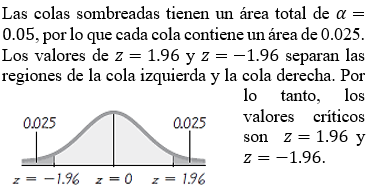 Las colas sombreadas tienen un área total de α =
0.05, por lo que cada cola contiene un área de 0.025.
Los valores de z = 1.96 y z = −1.96 separan las
regiones de la cola izquierda y la cola derecha. Por
lo tanto, los
valores críticos
son z = 1.96 y
z = −1.96.
0.025 0.025
z = −1.96 z = 0 z = 1.96